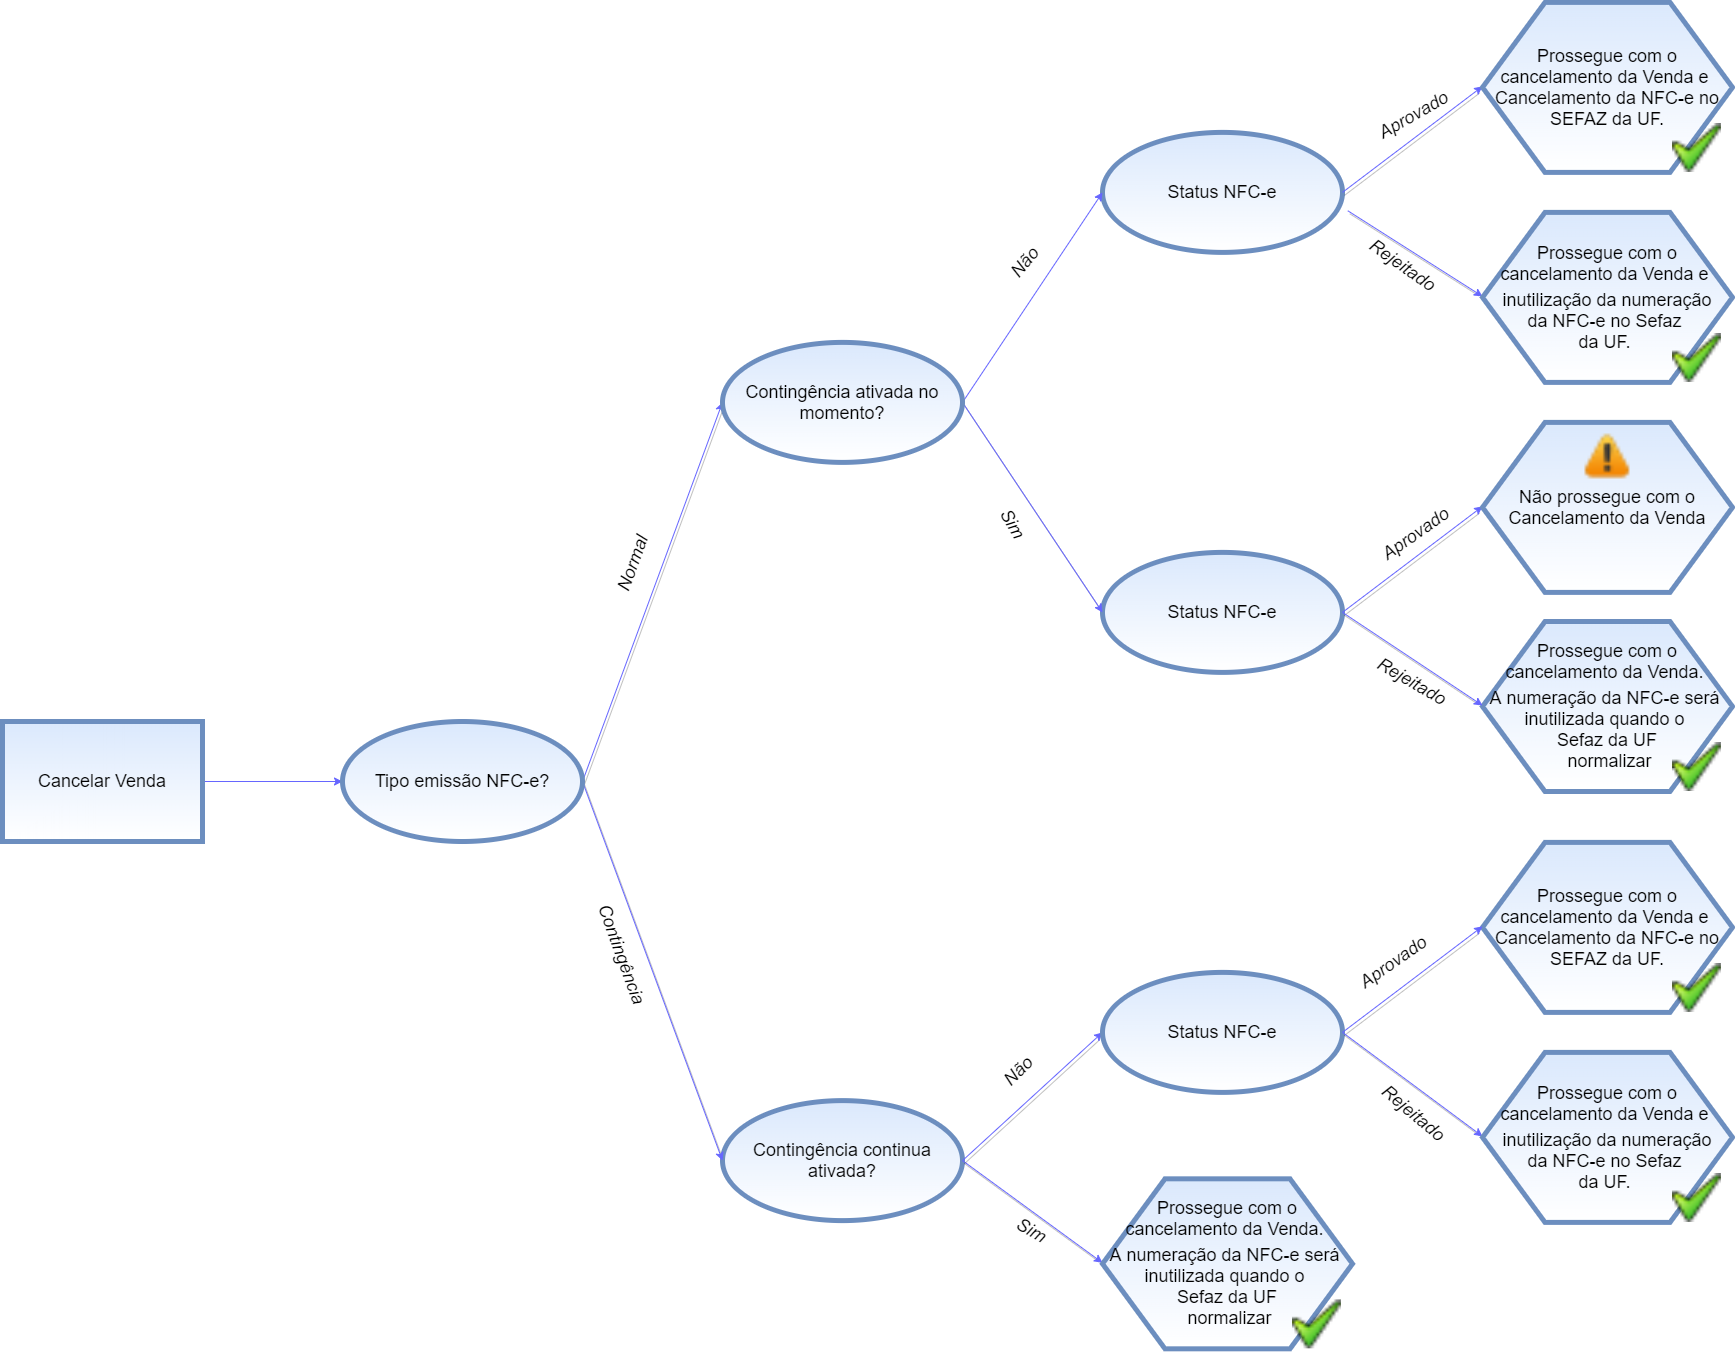 Cancelar Venda
Tipo emissão NFC-e?
Normal
Contingência
Contingência ativada no
momento?
Não
Sim
Status NFC-e
Aprovado
Rejeitado
Prossegue com o
cancelamento da Venda e
Cancelamento da NFC-e no
SEFAZ da UF.
Prossegue com o
cancelamento da Venda e
inutilização da numeração
da NFC-e no Sefaz
da UF.
Status NFC-e
Aprovado
Rejeitado
Não prossegue com o
Cancelamento da Venda
Prossegue com o
cancelamento da Venda.
A numeração da NFC-e será
inutilizada quando o
Sefaz da UF
normalizar
Contingência continua
ativada?
Não
Sim
Status NFC-e
Aprovado
Rejeitado
Prossegue com o
cancelamento da Venda e
Cancelamento da NFC-e no
SEFAZ da UF.
Prossegue com o
cancelamento da Venda e
inutilização da numeração
da NFC-e no Sefaz
da UF.
Prossegue com o
cancelamento da Venda.
A numeração da NFC-e será
inutilizada quando o
Sefaz da UF
normalizar